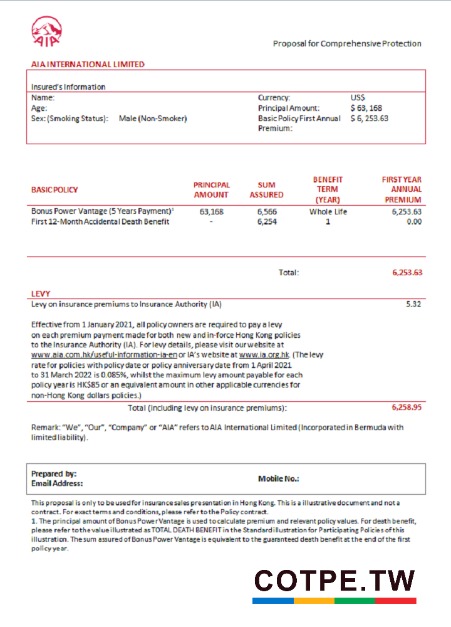 AIA
Proposal for Comprehensive Protection
AIA INTERNATIONAL LIMITED
Insured's Information
Name: Currency: US$
Age: Principal Amount: $ 63, 168
Sex: (Smoking Status): Male (Non-Smoker) Basic Policy First Annual $ 6, 253.63
Premium:
BASIC POLICY PRINCIPAL AMOUNT SUM ASSURED BENEFIT TERM (YEAR) FIRST YEAR ANNUAL PREMIUM
Bonus Power Vantage (5 Years Payment)¹ 63,168 6,566 Whole Life 6,253.63
First 12-Month Accidental Death Benefit - 6,254 1 0.00
Total: 6,253.63
LEVY
Levy on insurance premiums to Insurance Authority (IA) 5.32
Effective from 1 January 2021, all policy owners are required to pay a levy
on each premium payment made for both new and in-force Hong Kong policies
to the Insurance Authority (IA). For levy details, please visit our website at
www.aia.com.hk/useful-information-ia-en or IA's website at www.ia.org.hk. (The levy
rate for policies with policy date or policy anniversary date from 1 April 2021
to 31 March 2022 is 0.085%, whilst the maximum levy amount payable for each
policy year is HK$85 or an equivalent amount in other applicable currencies for
non-Hong Kong dollars policies.)
Total (including levy on insurance premiums): 6,258.95
Remark: "We", "Our", "Company" or "AIA" refers to AIA International Limited (Incorporated in Bermuda with
limited liability).
Prepared by: Mobile No.:
Email Address:
This proposal is only to be used for insurance sales presentation in Hong Kong. This is a illustrative document and not a
contract. For exact terms and conditions, please refer to the Policy contract.
1. The principal amount of Bonus Power Vantage is used to calculate premium and relevant policy values. For death benefit,
please refer to the value illustrated as TOTAL DEATH BENEFIT in the Standard illustration for Participating Policies of this
illustration. The sum assured of Bonus Power Vantage is equivalent to the guaranteed death benefit at the end of the first
policy year.
COTPE.TW